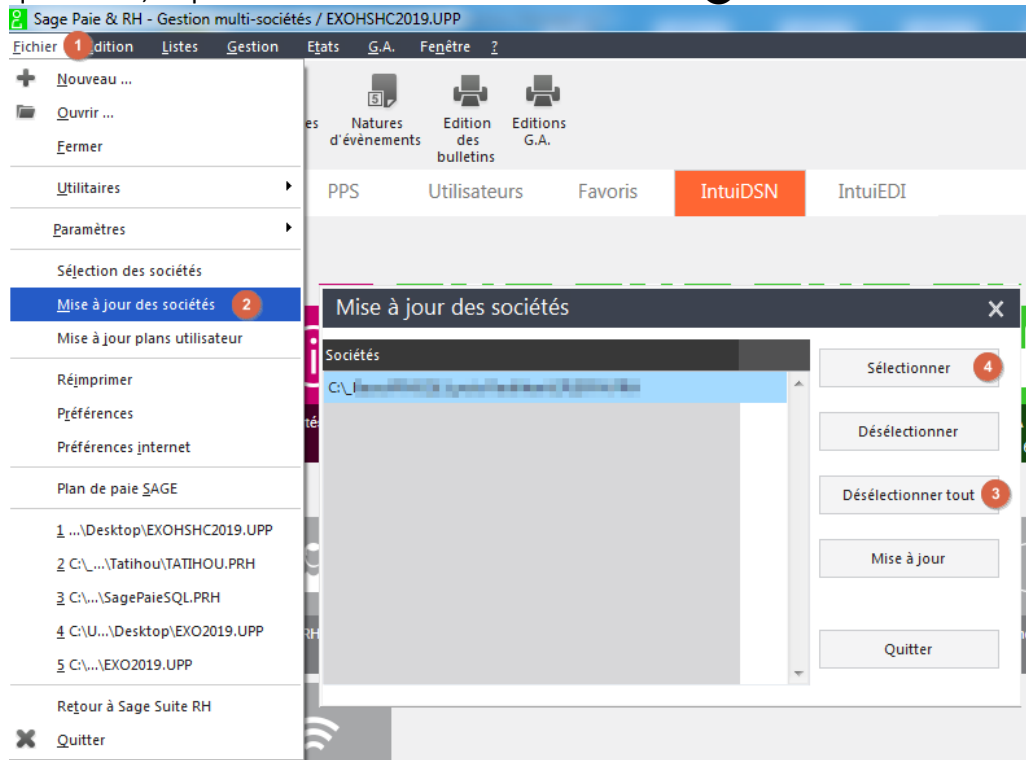 Sage Paie & RH - Gestion multi-sociétés / EXOHSHC2019.UPP
Fichier 1 dition Listes Gestion Etats G.A. Fenêtre ?
Nouveau ...
Ouvrir ...
Fermer
Utilitaires
Paramètres
Sélection des sociétés
Mise à jour des sociétés 2
Mise à jour plans utilisateur
Réimprimer
Préférences
Préférences internet
Plan de paie SAGE
1 ...\Desktop\EXOHSHC2019.UPP
2 C:\_...\Tatihou\TATIHOU.PRH
3 C:\...\SagePaieSQL.PRH
4 C:\U...\Desktop\EXO2019.UPP
5 C:\...\EXO2019.UPP
Retour à Sage Suite RH
Quitter
es Natures d'évènements
Edition des bulletins
Editions G.A.
PPS Utilisateurs Favoris IntuiDSN IntuiEDI
Mise à jour des sociétés
Sociétés
C:\_
Sélectionner 4
Désélectionner
Désélectionner tout 3
Mise à jour
Quitter